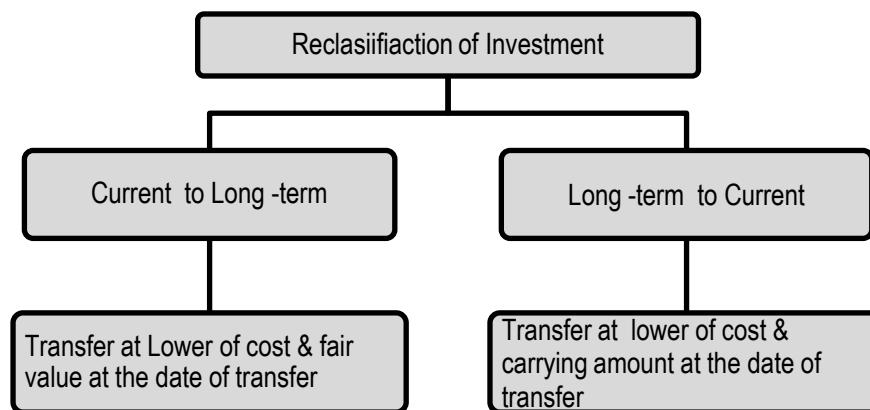 Reclasiifiaction of Investment
Current to Long -term
Long -term to Current
Transfer at Lower of cost & fair
value at the date of transfer
Transfer at lower of cost &
carrying amount at the date of
transfer